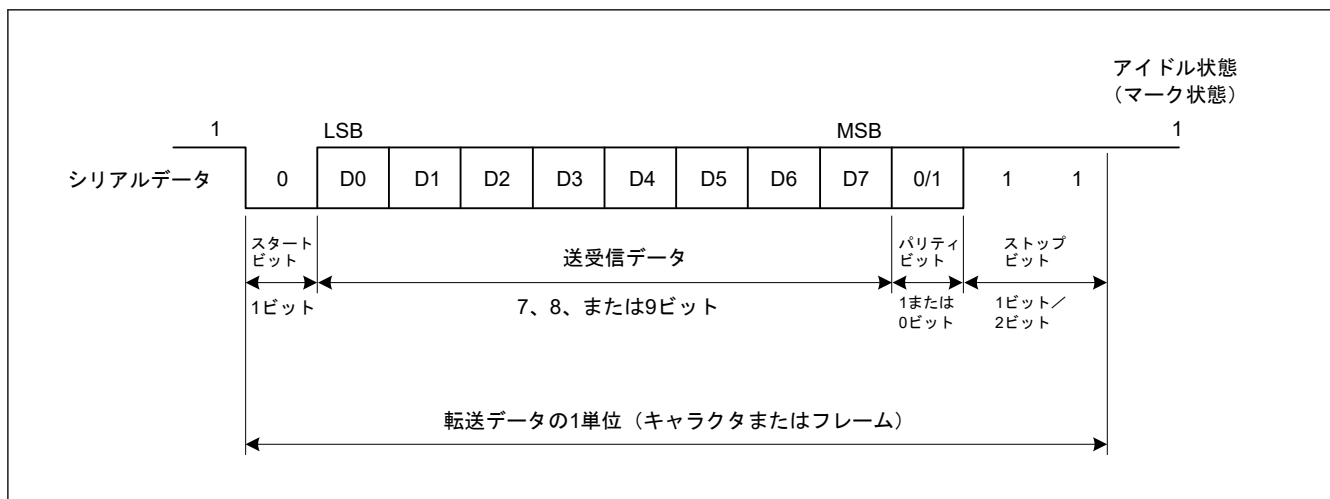 アイドル状態
（マーク状態）
1 LSB MSB 1
シリアルデータ 0 D0 D1 D2 D3 D4 D5 D6 D7 0/1 1 1
スタート
ビット
送受信データ
パリティ
ビット
ストップ
ビット
1ビット
7、8、または9ビット
1または
0ビット
1ビット／
2ビット
転送データの1単位（キャラクタまたはフレーム）